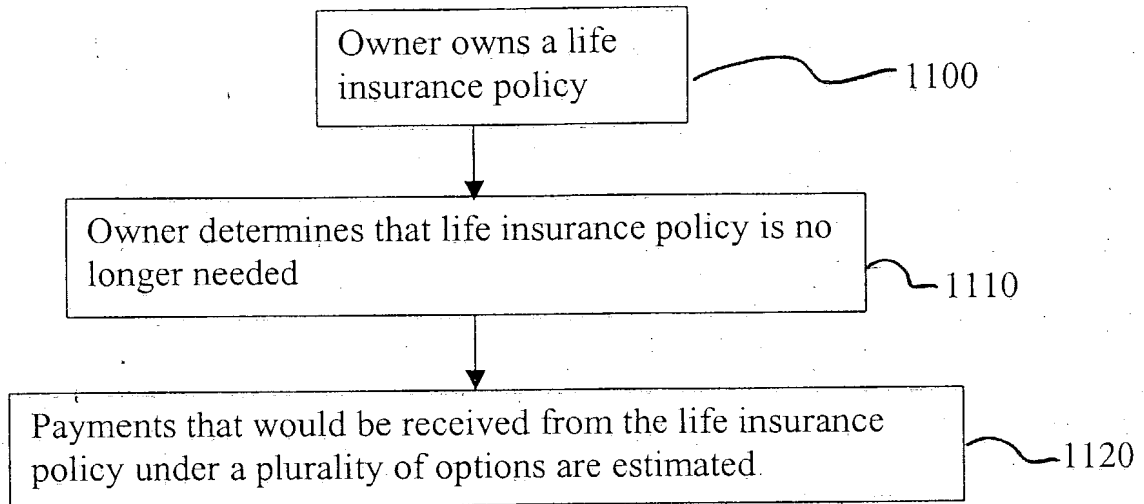 Owner owns a life
insurance policy
1100
Owner determines that life insurance policy is no
longer needed
1110
Payments that would be received from the life insurance
policy under a plurality of options are estimated
1120